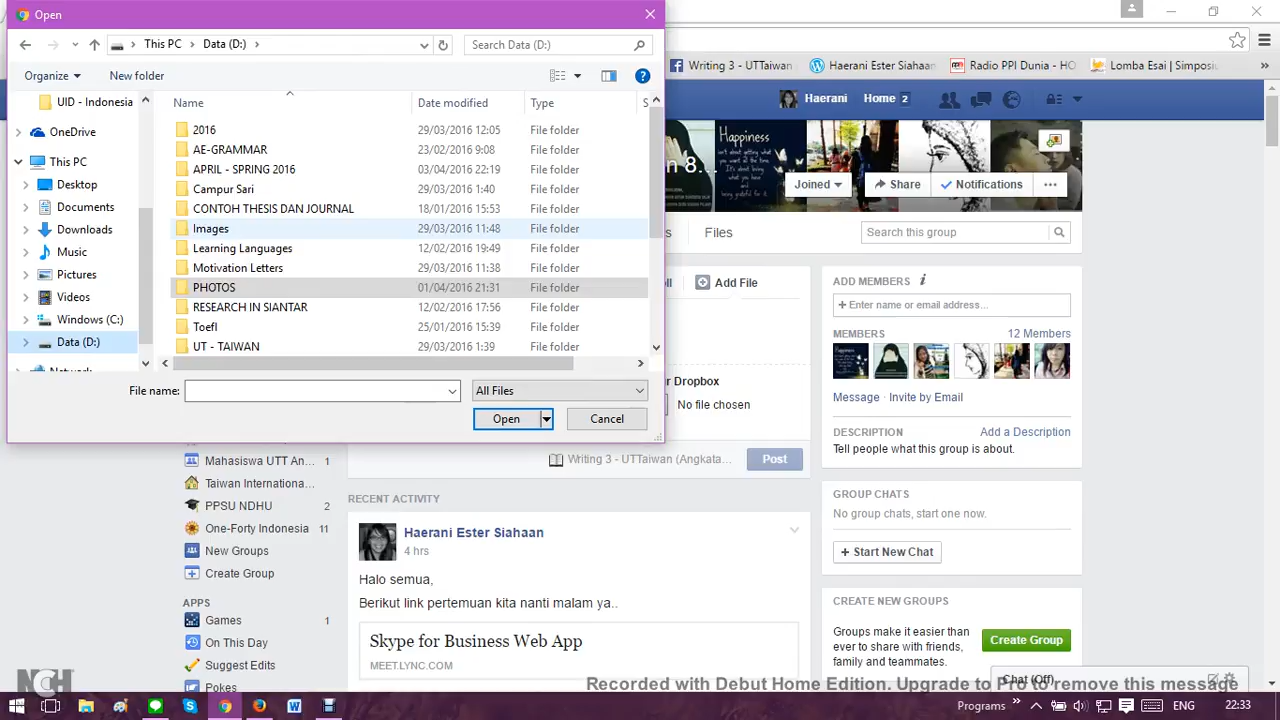 Open
This PC
Data (D:)
Search Data (D:)
Organize
New folder
Name
Date modified
Type
UID - Indonesia
OneDrive
This PC
Desktop
Documents
Downloads
Music
Pictures
Videos
Windows (C:)
Data (D:)
2016 29/03/2016 12:05 File folder
AE-GRAMMAR 23/02/2016 9:08 File folder
APRIL - SPRING 2016 03/04/2016 22:19 File folder
Campur Sari 29/03/2016 1:40 File folder
CONTOH THESIS DAN JOURNAL 18/01/2016 15:53 File folder
Images 29/03/2016 11:48 File folder
Learning Languages 12/02/2016 19:49 File folder
Motivation Letters 29/03/2016 11:38 File folder
PHOTOS 01/04/2016 21:31 File folder
RESEARCH IN SIANTAR 12/02/2016 17:56 File folder
Toefl 25/01/2016 15:39 File folder
UT - TAIWAN 29/03/2016 1:39 File folder
File name:
All Files
Open
Cancel
Writing 3 - UTTaiwan
Haerani Ester Siahaan
Radio PPI Dunia - HO
Lomba Esai | Simposiu
Haerani
Home 2
Happiness
n 8...
Joined
Share
Notifications
Files
Search this group
Add File
Dropbox
No file chosen
Writing 3 - UTTaiwan (Angkata...
Post
ADD MEMBERS
Enter name or email address...
MEMBERS
12 Members
Message · Invite by Email
DESCRIPTION
Add a Description
Tell people what this group is about.
GROUP CHATS
No group chats, start one now.
+ Start New Chat
CREATE NEW GROUPS
Groups make it easier than
ever to share with friends,
family and teammates.
Create Group
Chat (Off)
Mahasiswa UTT An... 1
Taiwan Internationa...
PPSU NDHU 2
One-Forty Indonesia 11
New Groups
Create Group
APPS
Games 1
On This Day
Suggest Edits
Pokes
RECENT ACTIVITY
Haerani Ester Siahaan
4 hrs
Halo semua,
Berikut link pertemuan kita nanti malam ya..
Skype for Business Web App
MEET.LYNC.COM
NCH
Recorded with Debut Home Edition. Upgrade to Pro to remove this message
Programs
ENG
22:33